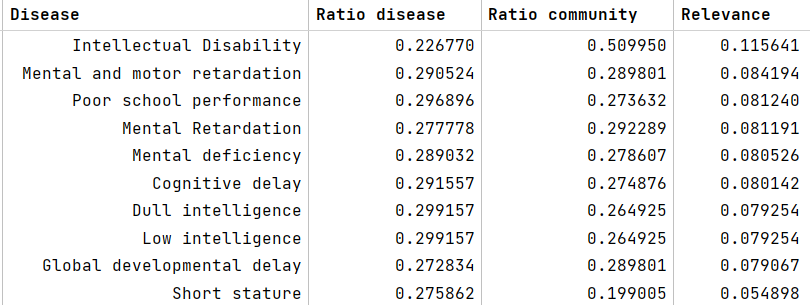 Disease Ratio disease Ratio community Relevance
Intellectual Disability 0.226770 0.509950 0.115641
Mental and motor retardation 0.290524 0.289801 0.084194
Poor school performance 0.296896 0.273632 0.081240
Mental Retardation 0.277778 0.292289 0.081191
Mental deficiency 0.289032 0.278607 0.080526
Cognitive delay 0.291557 0.274876 0.080142
Dull intelligence 0.299157 0.264925 0.079254
Low intelligence 0.299157 0.264925 0.079254
Global developmental delay 0.272834 0.289801 0.079067
Short stature 0.275862 0.199005 0.054898